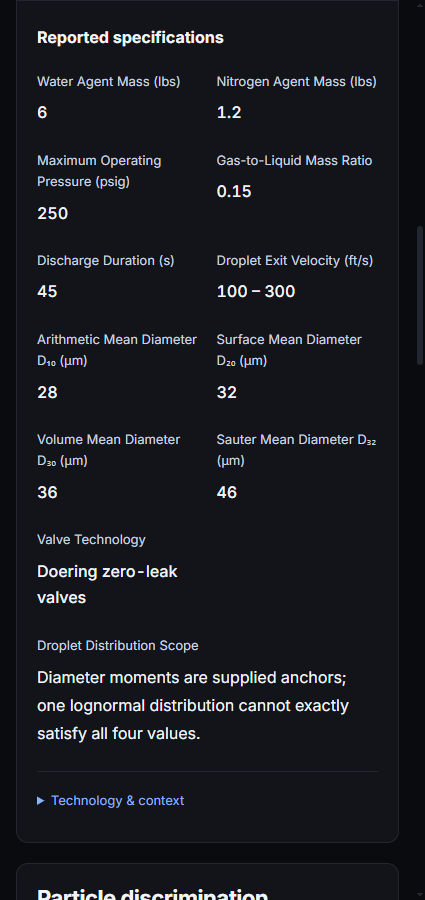 Reported specifications
Water Agent Mass (lbs)
6
Nitrogen Agent Mass (lbs)
1.2
Maximum Operating
Pressure (psig)
250
Gas-to-Liquid Mass Ratio
0.15
Discharge Duration (s)
45
Droplet Exit Velocity (ft/s)
100 – 300
Arithmetic Mean Diameter
D₁₀ (μm)
28
Surface Mean Diameter
D₂₀ (μm)
32
Volume Mean Diameter
D₃₀ (μm)
36
Sauter Mean Diameter D₃₂
(μm)
46
Valve Technology
Doering zero-leak
valves
Droplet Distribution Scope
Diameter moments are supplied anchors;
one lognormal distribution cannot exactly
satisfy all four values.
Technology & context
Particle discrimination